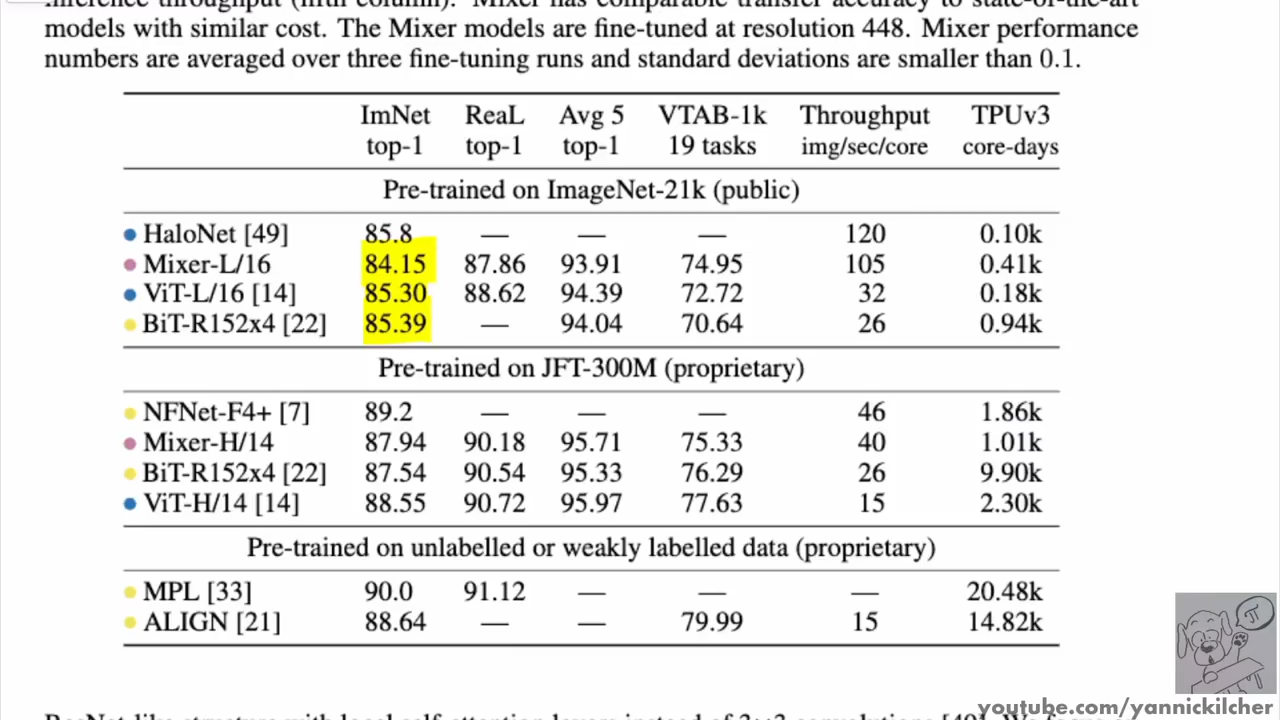 models with similar cost. The Mixer models are fine-tuned at resolution 448. Mixer performance
numbers are averaged over three fine-tuning runs and standard deviations are smaller than 0.1.
ImNet ReaL Avg 5 VTAB-1k Throughput TPUv3
top-1 top-1 top-1 19 tasks img/sec/core core-days
Pre-trained on ImageNet-21k (public)
HaloNet [49] 85.8 — — — 120 0.10k
Mixer-L/16 84.15 87.86 93.91 74.95 105 0.41k
ViT-L/16 [14] 85.30 88.62 94.39 72.72 32 0.18k
BiT-R152x4 [22] 85.39 — 94.04 70.64 26 0.94k
Pre-trained on JFT-300M (proprietary)
NFNet-F4+ [7] 89.2 — — — 46 1.86k
Mixer-H/14 87.94 90.18 95.71 75.33 40 1.01k
BiT-R152x4 [22] 87.54 90.54 95.33 76.29 26 9.90k
ViT-H/14 [14] 88.55 90.72 95.97 77.63 15 2.30k
Pre-trained on unlabelled or weakly labelled data (proprietary)
MPL [33] 90.0 91.12 — — — 20.48k
ALIGN [21] 88.64 — — 79.99 15 14.82k
π
youtube.com/yannickilcher